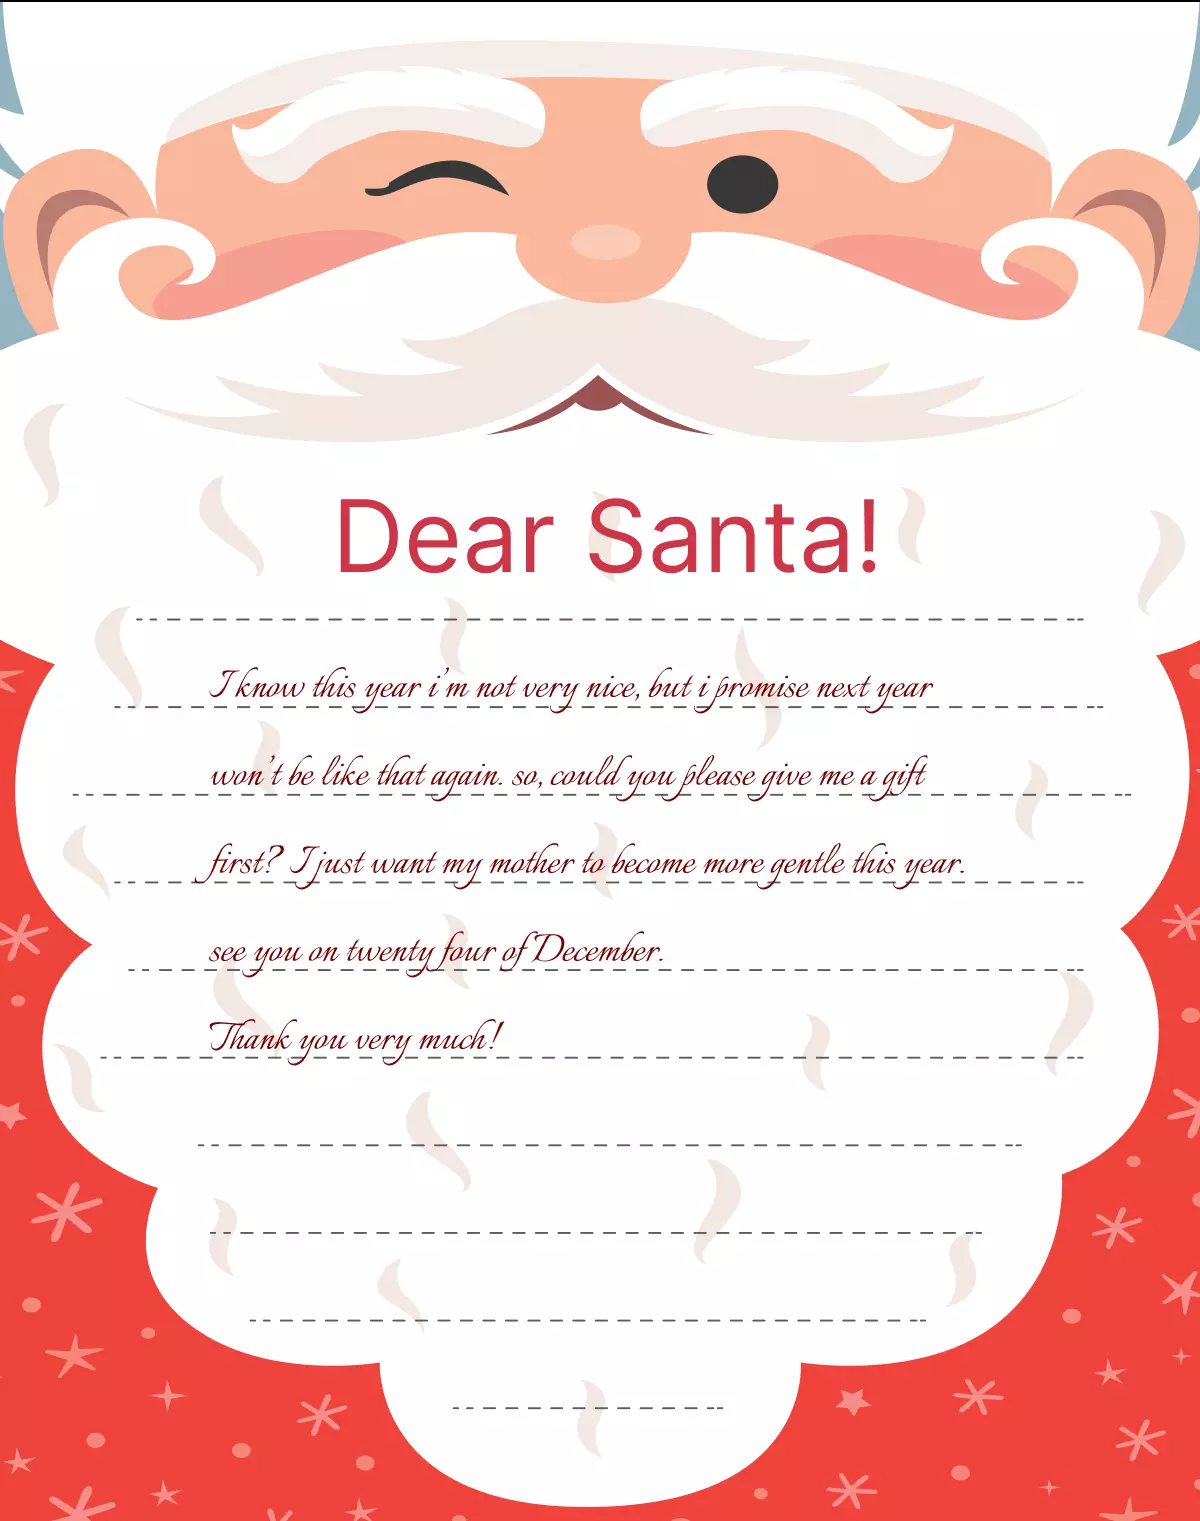 Dear Santa!
I know this year i'm not very nice, but i promise next year
won't be like that again. so, could you please give me a gift
first? I just want my mother to become more gentle this year.
see you on twenty four of December.
Thank you very much!